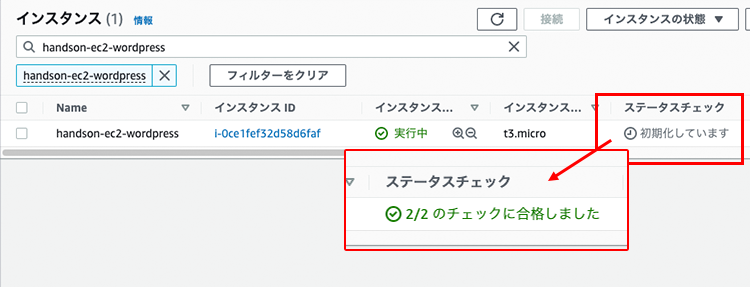 インスタンス (1) 情報
接続 インスタンスの状態
handson-ec2-wordpress
handson-ec2-wordpress フィルターをクリア
Name インスタンス ID インスタンス... インスタンス... ステータスチェック
handson-ec2-wordpress i-0ce1fef32d58d6faf 実行中 t3.micro 初期化しています
ステータスチェック
2/2 のチェックに合格しました